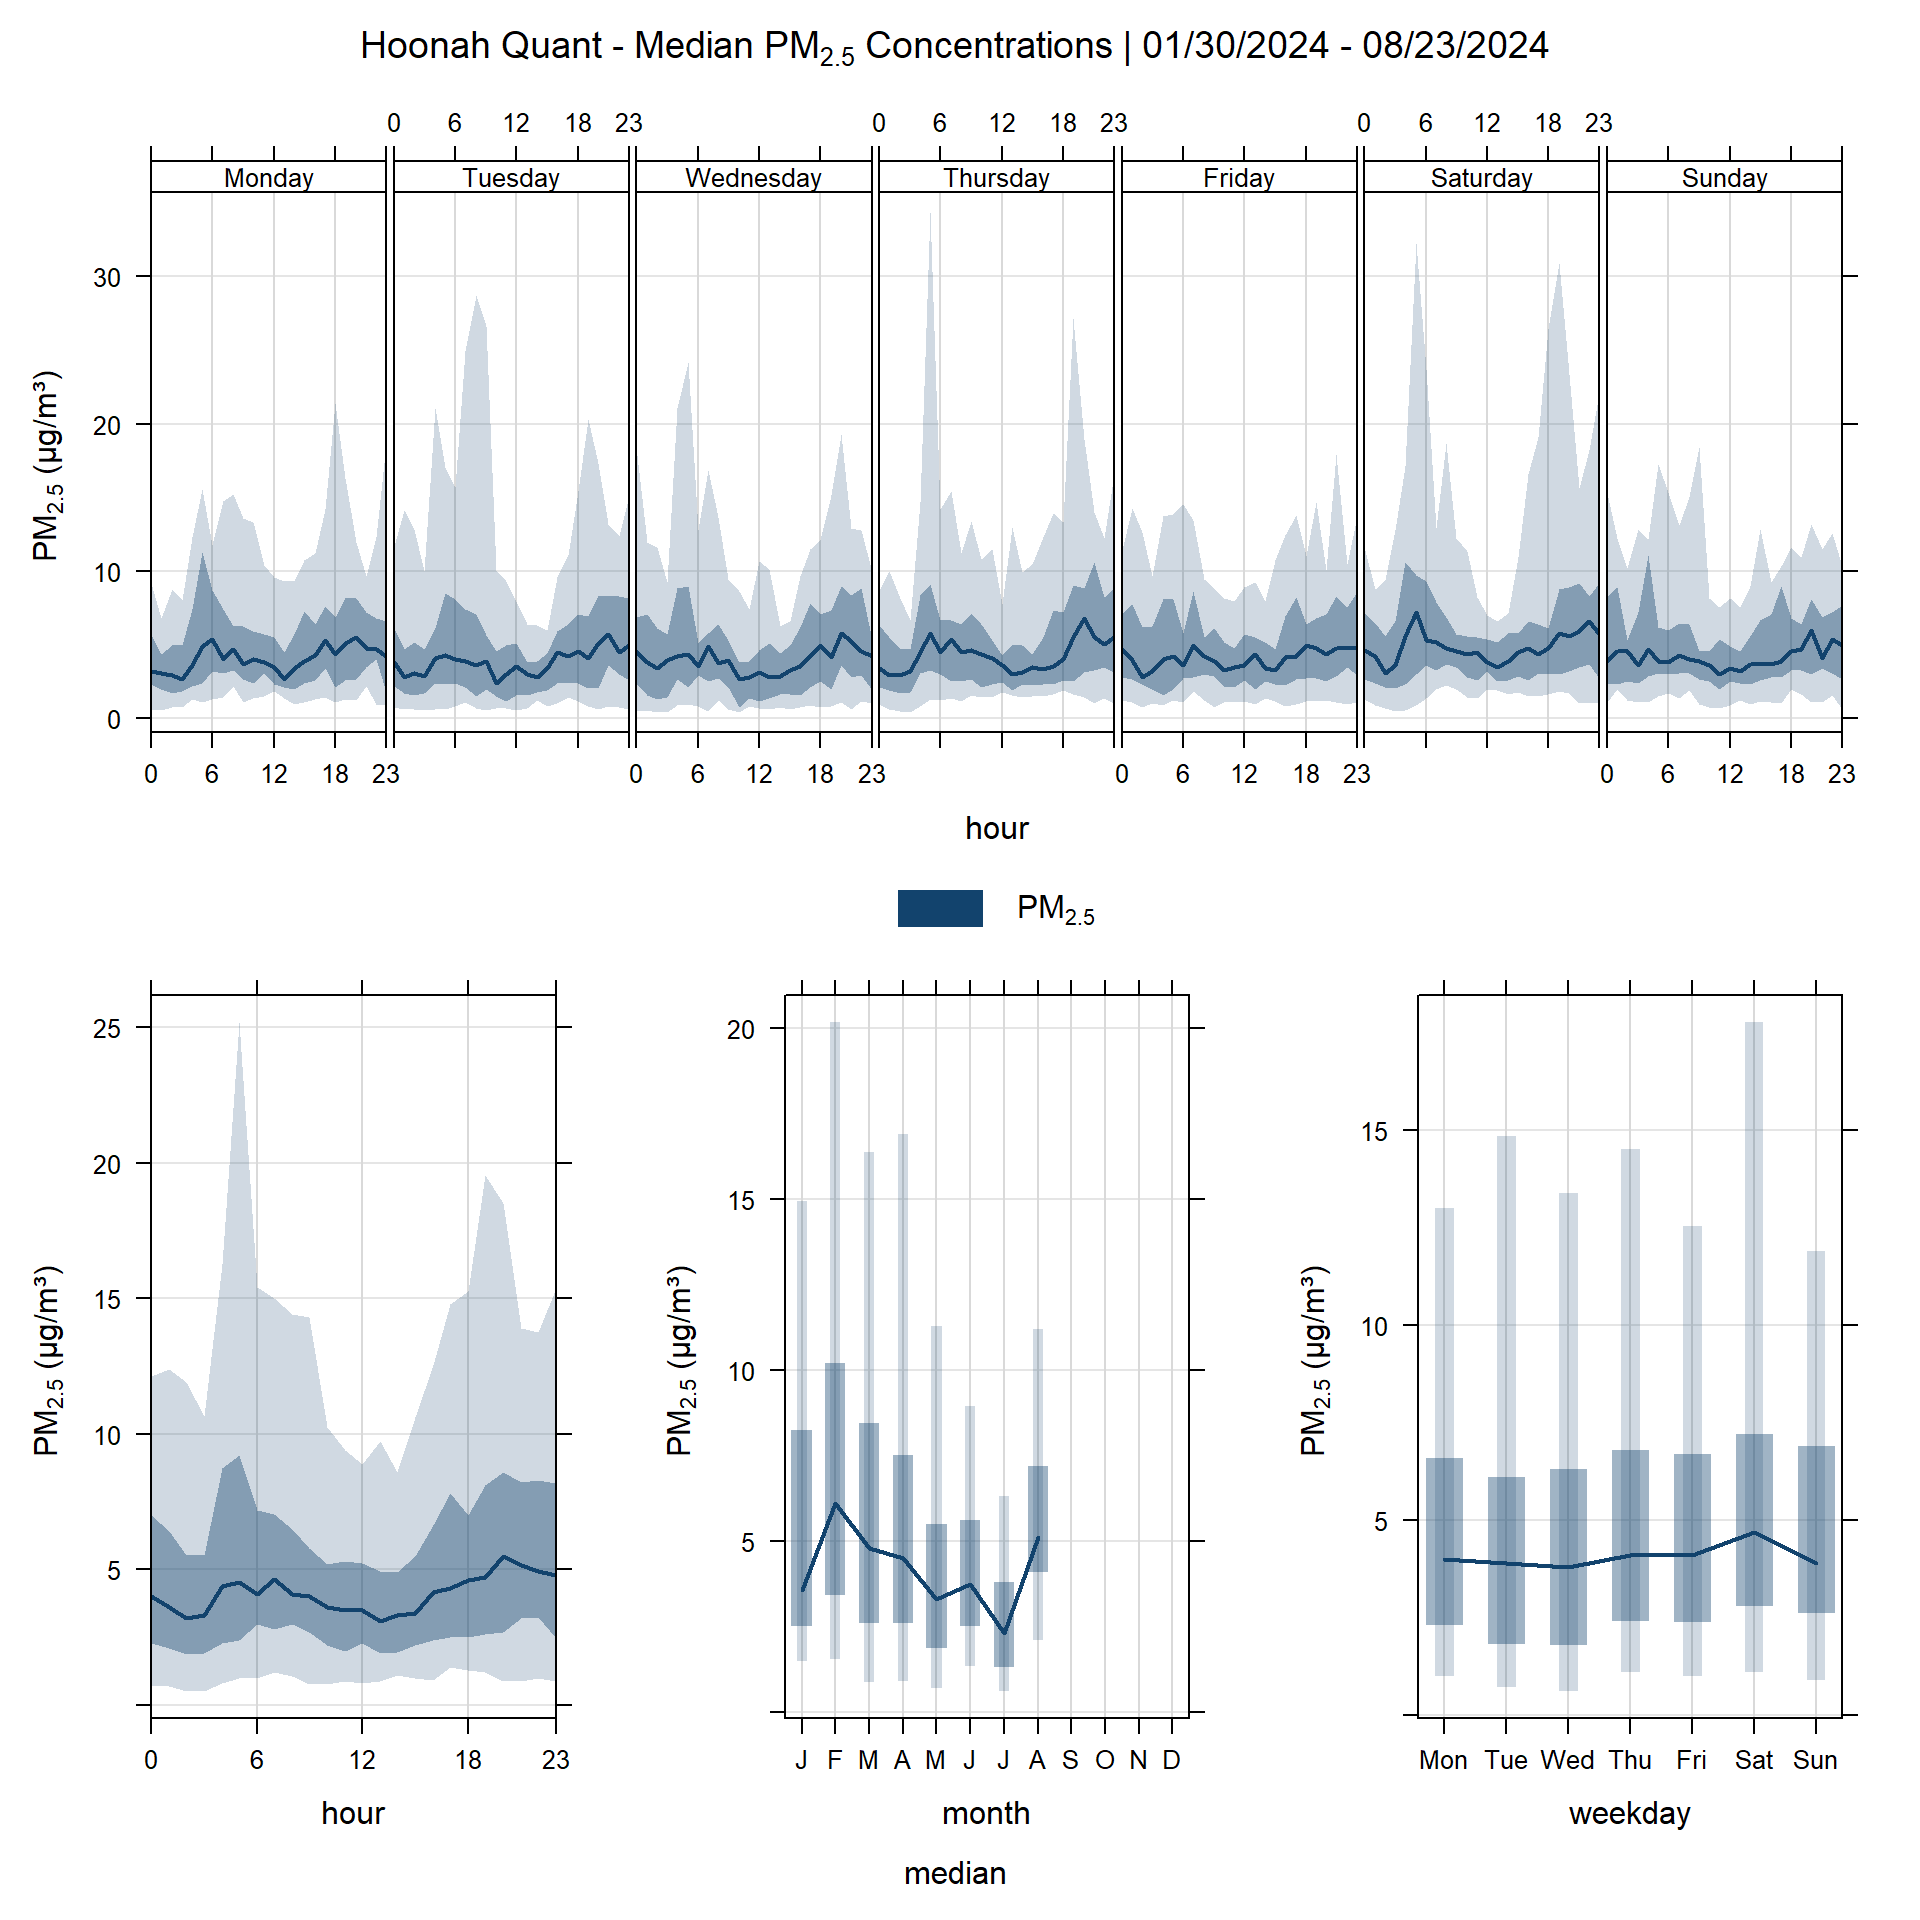 Hoonah Quant - Median PM2.5 Concentrations | 01/30/2024 - 08/23/2024
0 6 12 18 23 0 6 12 18 23 0 6 12 18 23
Monday Tuesday Wednesday Thursday Friday Saturday Sunday
PM2.5 (µg/m³)
30
20
10
0
0 6 12 18 23 0 6 12 18 23 0 6 12 18 23 0 6 12 18 23
hour
PM2.5
PM2.5 (µg/m³)
25
20
15
10
5
0 6 12 18 23
hour
PM2.5 (µg/m³)
20
15
10
5
J F M A M J J A S O N D
month
PM2.5 (µg/m³)
15
10
5
Mon Tue Wed Thu Fri Sat Sun
weekday
median